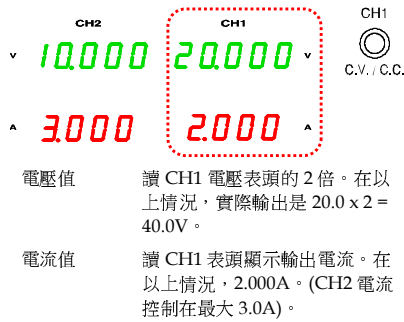 CH2 CH1 CH1
V 10.000 20.000 V
C.V. / C.C.
A 3.000 2.000 A
電壓值 讀 CH1 電壓表頭的 2 倍。在以
上情況，實際輸出是 20.0 x 2 =
40.0V。
電流值 讀 CH1 表頭顯示輸出電流。在
以上情況，2.000A。(CH2 電流
控制在最大 3.0A)。